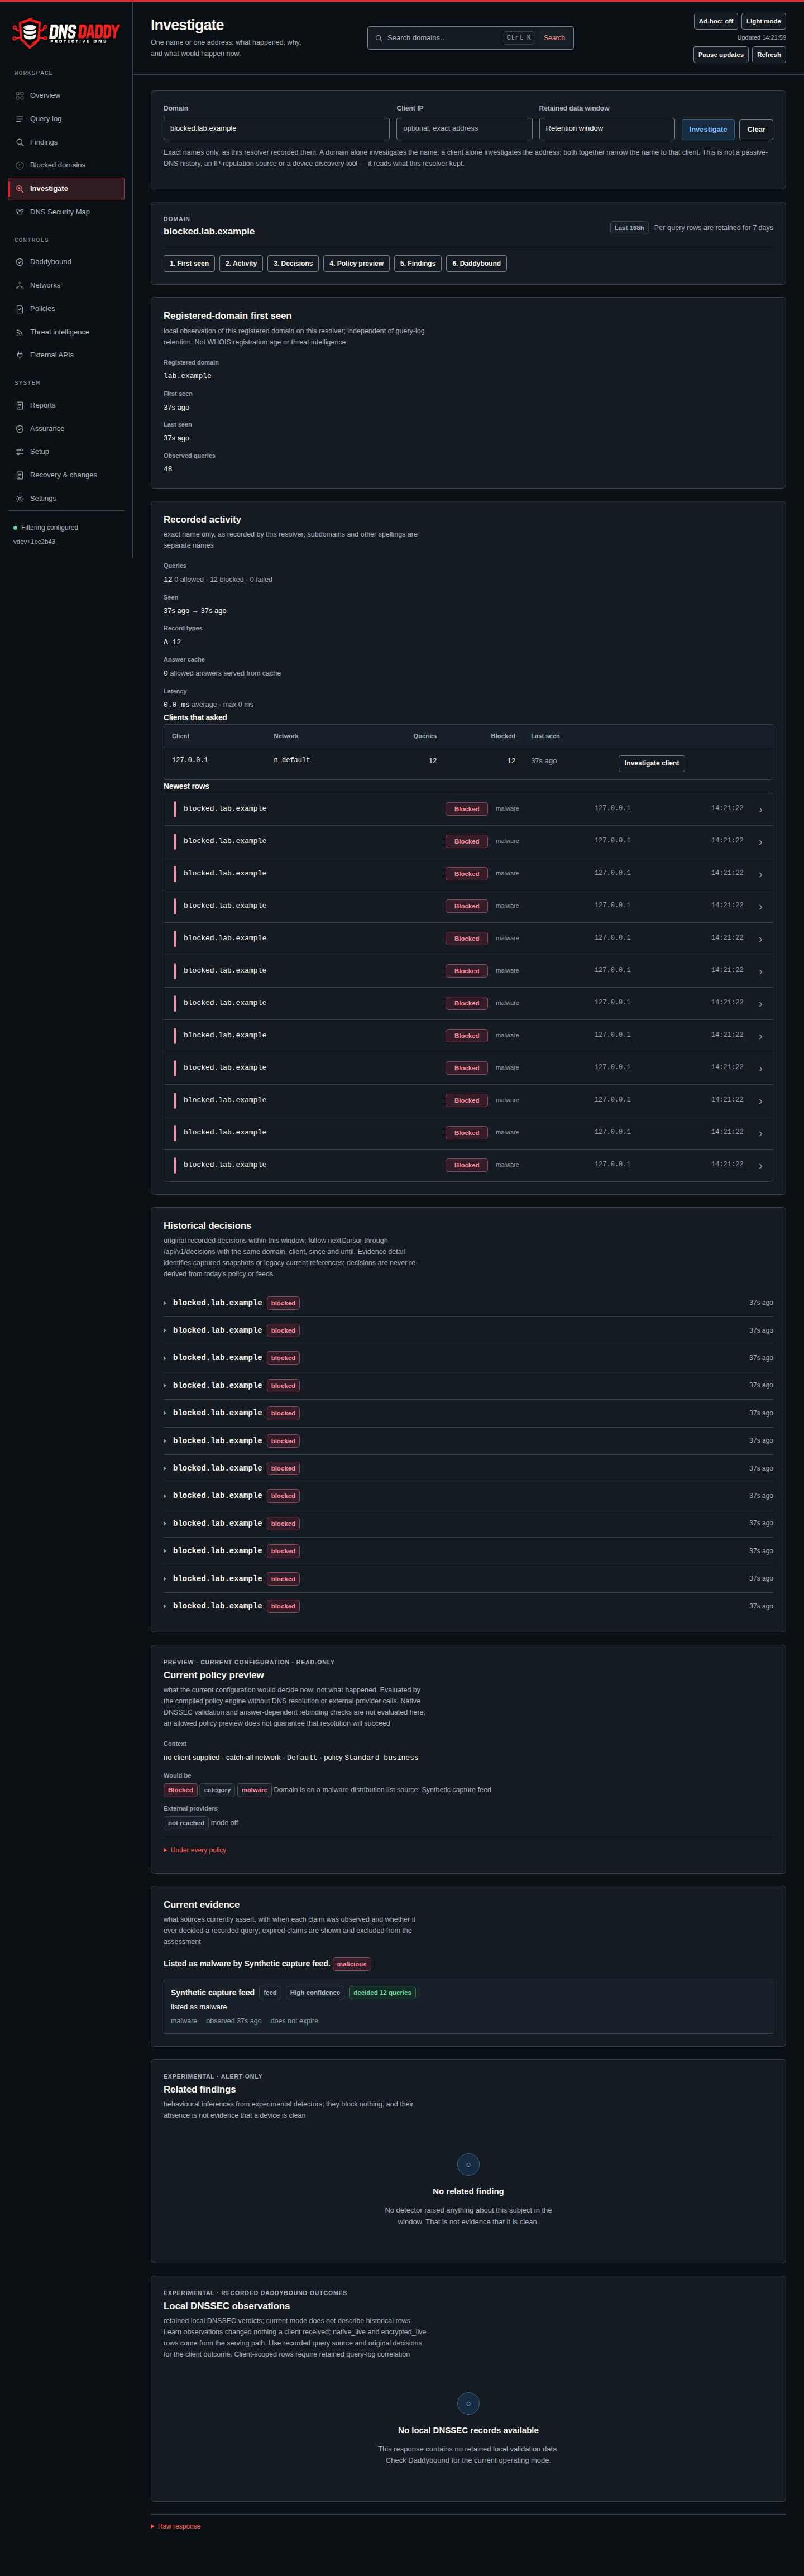 DNS DADDY
PROTECTIVE DNS
WORKSPACE
Overview
Query log
Findings
Blocked domains
Investigate
DNS Security Map
CONTROLS
Daddybound
Networks
Policies
Threat intelligence
External APIs
SYSTEM
Reports
Assurance
Setup
Recovery & changes
Settings
Filtering configured
vdev+1ec2b43
Investigate
One name or one address: what happened, why,
and what would happen now.
Search domains… Ctrl K Search
Ad-hoc: off Light mode
Updated 14:21:59
Pause updates Refresh
Domain Client IP Retained data window
blocked.lab.example optional, exact address Retention window Investigate Clear
Exact names only, as this resolver recorded them. A domain alone investigates the name; a client alone investigates the address; both together narrow the name to that client. This is not a passive-
DNS history, an IP-reputation source or a device discovery tool — it reads what this resolver kept.
DOMAIN
blocked.lab.example
Last 168h Per-query rows are retained for 7 days
1. First seen 2. Activity 3. Decisions 4. Policy preview 5. Findings 6. Daddybound
Registered-domain first seen
local observation of this registered domain on this resolver; independent of query-log
retention. Not WHOIS registration age or threat intelligence
Registered domain
lab.example
First seen
37s ago
Last seen
37s ago
Observed queries
48
Recorded activity
exact name only, as recorded by this resolver; subdomains and other spellings are
separate names
Queries
12 0 allowed · 12 blocked · 0 failed
Seen
37s ago → 37s ago
Record types
A 12
Answer cache
0 allowed answers served from cache
Latency
0.0 ms average · max 0 ms
Clients that asked
Client Network Queries Blocked Last seen
127.0.0.1 n_default 12 12 37s ago Investigate client
Newest rows
blocked.lab.example Blocked malware 127.0.0.1 14:21:22
blocked.lab.example Blocked malware 127.0.0.1 14:21:22
blocked.lab.example Blocked malware 127.0.0.1 14:21:22
blocked.lab.example Blocked malware 127.0.0.1 14:21:22
blocked.lab.example Blocked malware 127.0.0.1 14:21:22
blocked.lab.example Blocked malware 127.0.0.1 14:21:22
blocked.lab.example Blocked malware 127.0.0.1 14:21:22
blocked.lab.example Blocked malware 127.0.0.1 14:21:22
blocked.lab.example Blocked malware 127.0.0.1 14:21:22
blocked.lab.example Blocked malware 127.0.0.1 14:21:22
blocked.lab.example Blocked malware 127.0.0.1 14:21:22
blocked.lab.example Blocked malware 127.0.0.1 14:21:22
Historical decisions
original recorded decisions within this window; follow nextCursor through
/api/v1/decisions with the same domain, client, since and until. Evidence detail
identifies captured snapshots or legacy current references; decisions are never re-
derived from today's policy or feeds
blocked.lab.example blocked 37s ago
blocked.lab.example blocked 37s ago
blocked.lab.example blocked 37s ago
blocked.lab.example blocked 37s ago
blocked.lab.example blocked 37s ago
blocked.lab.example blocked 37s ago
blocked.lab.example blocked 37s ago
blocked.lab.example blocked 37s ago
blocked.lab.example blocked 37s ago
blocked.lab.example blocked 37s ago
blocked.lab.example blocked 37s ago
blocked.lab.example blocked 37s ago
PREVIEW · CURRENT CONFIGURATION · READ-ONLY
Current policy preview
what the current configuration would decide now; not what happened. Evaluated by
the compiled policy engine without DNS resolution or external provider calls. Native
DNSSEC validation and answer-dependent rebinding checks are not evaluated here;
an allowed policy preview does not guarantee that resolution will succeed
Context
no client supplied · catch-all network · Default · policy Standard business
Would be
Blocked category malware Domain is on a malware distribution list source: Synthetic capture feed
External providers
not reached mode off
Under every policy
Current evidence
what sources currently assert, with when each claim was observed and whether it
ever decided a recorded query; expired claims are shown and excluded from the
assessment
Listed as malware by Synthetic capture feed. malicious
Synthetic capture feed feed High confidence decided 12 queries
listed as malware
malware observed 37s ago does not expire
EXPERIMENTAL · ALERT-ONLY
Related findings
behavioural inferences from experimental detectors; they block nothing, and their
absence is not evidence that a device is clean
No related finding
No detector raised anything about this subject in the
window. That is not evidence that it is clean.
EXPERIMENTAL · RECORDED DADDYBOUND OUTCOMES
Local DNSSEC observations
retained local DNSSEC verdicts; current mode does not describe historical rows.
Learn observations changed nothing a client received; native_live and encrypted_live
rows come from the serving path. Use recorded query source and original decisions
for the client outcome. Client-scoped rows require retained query-log correlation
No local DNSSEC records available
This response contains no retained local validation data.
Check Daddybound for the current operating mode.
Raw response